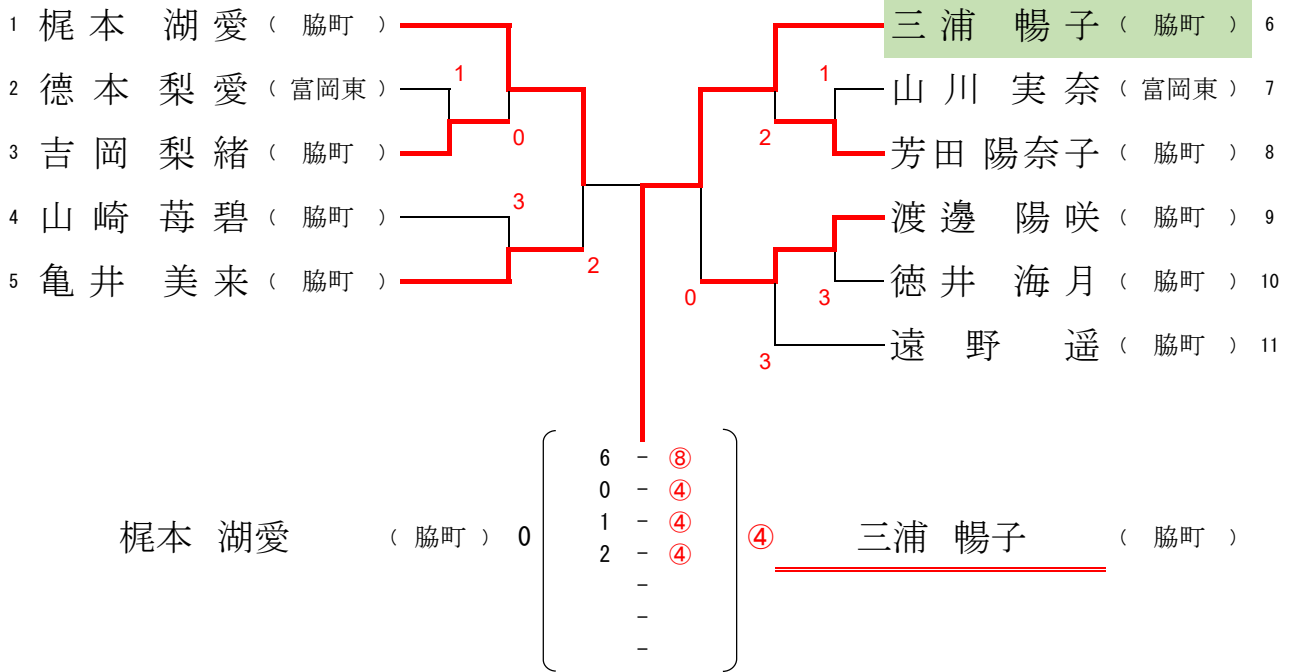 1 梶本 湖愛 ( 脇町 )
2 徳本 梨愛 ( 富岡東 )
3 吉岡 梨緒 ( 脇町 )
4 山崎 苺碧 ( 脇町 )
5 亀井 美来 ( 脇町 )
1
0
3
2
三浦 暢子 ( 脇町 ) 6
山川 実奈 ( 富岡東 ) 7
芳田 陽奈子 ( 脇町 ) 8
渡邊 陽咲 ( 脇町 ) 9
徳井 海月 ( 脇町 ) 10
遠野 遥 ( 脇町 ) 11
1
2
0
3
3
6 - ⑧
0 - ④
1 - ④
2 - ④
-
-
-
梶本 湖愛 ( 脇町 ) 0 ④ 三浦 暢子 ( 脇町 )